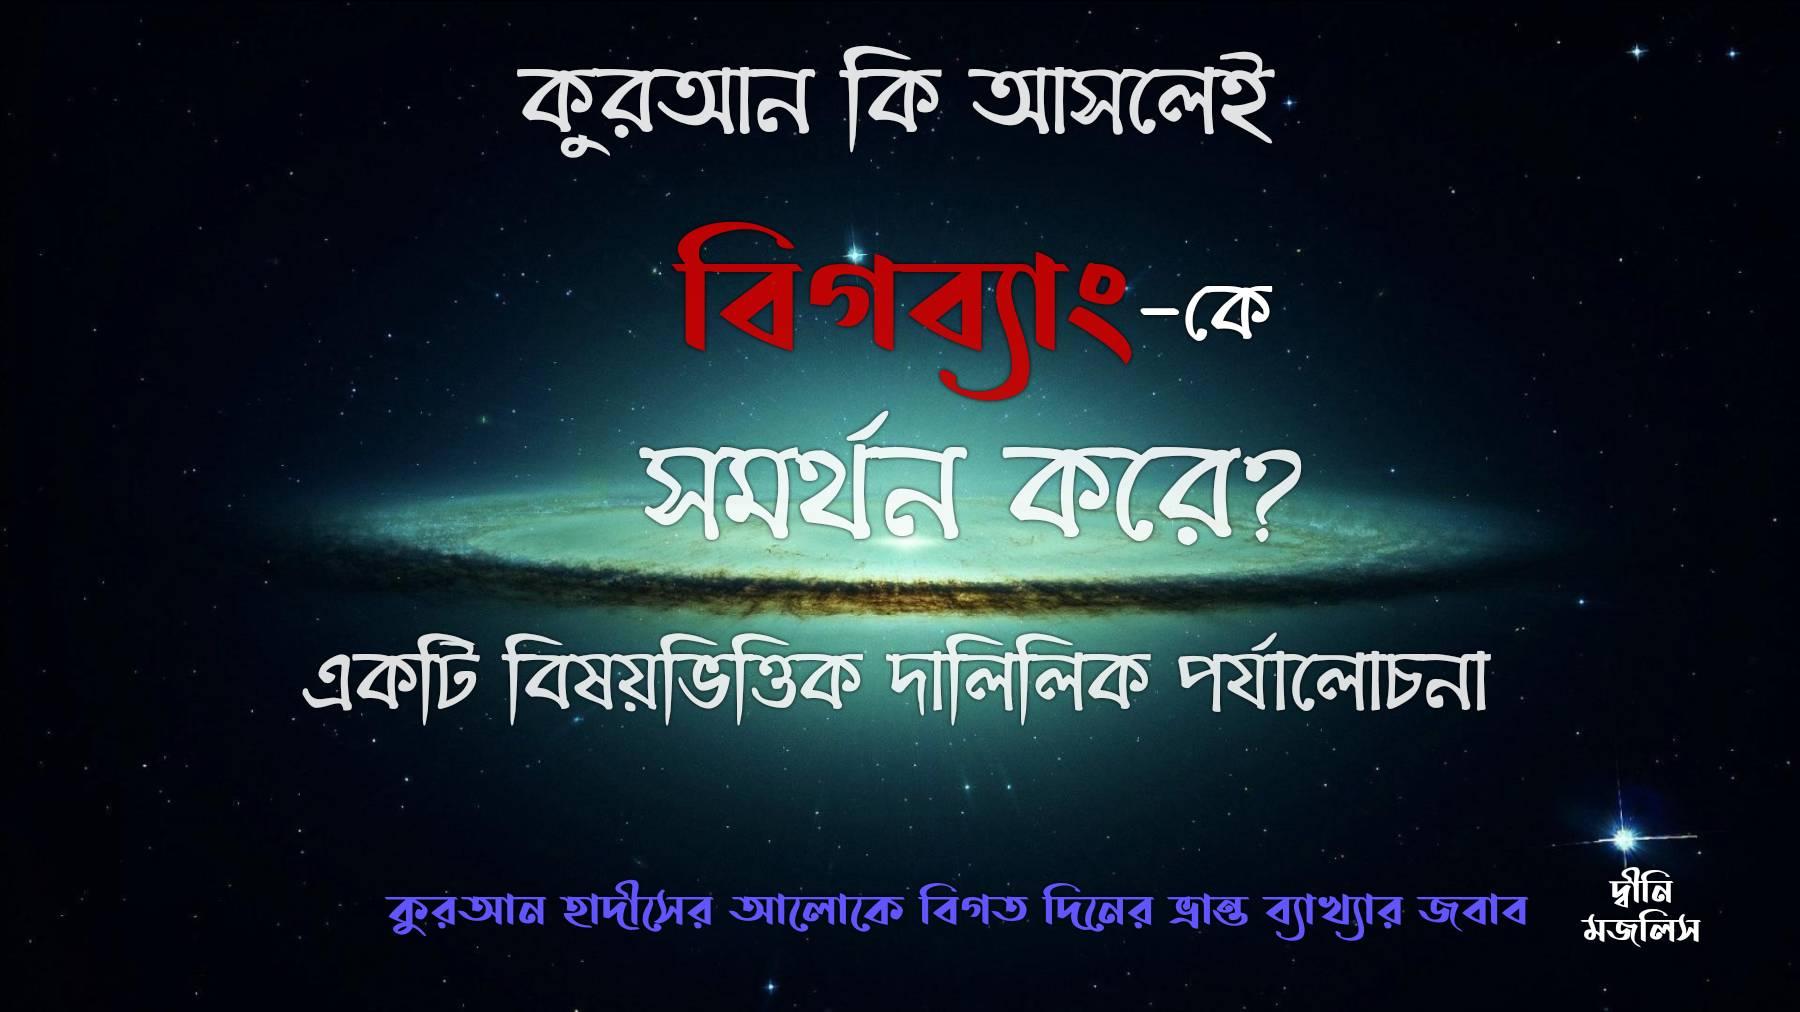 কুরআন কি আসলেই
বিগব্যাং-কে
সমর্থন করে?
একটি বিষয়ভিত্তিক দালিলিক পর্যালোচনা
কুরআন হাদীসের আলোকে বিগত দিনের ভ্রান্ত ব্যাখ্যার জবাব
দ্বীনি
মজলিস